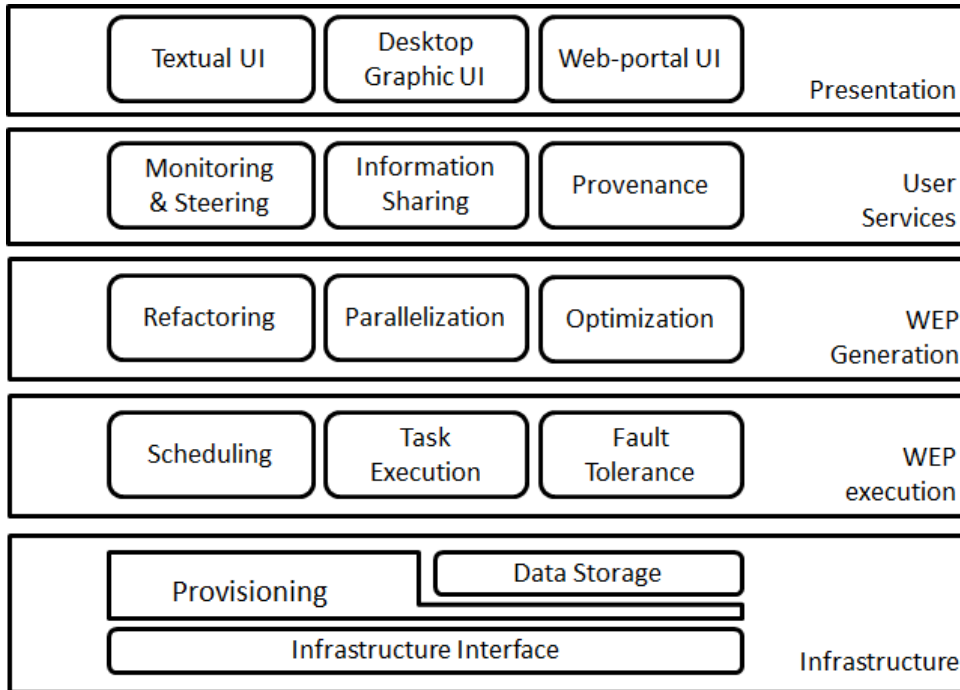 Textual UI
Desktop
Graphic UI
Web-portal UI
Presentation
Monitoring
& Steering
Information
Sharing
Provenance
User
Services
Refactoring
Parallelization
Optimization
WEP
Generation
Scheduling
Task
Execution
Fault
Tolerance
WEP
execution
Provisioning
Data Storage
Infrastructure Interface
Infrastructure